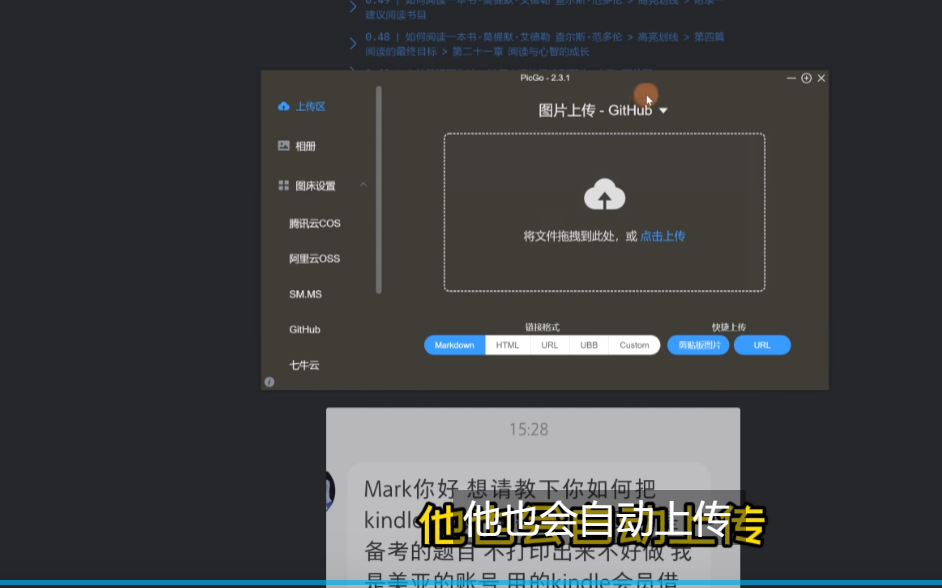 0.49 | 如何阅读一本书-莫提默·艾德勒 查尔斯·范多伦 > 高亮划线 > 附录一
建议阅读书目
0.48 | 如何阅读一本书-莫提默·艾德勒 查尔斯·范多伦 > 高亮划线 > 第四篇
阅读的最终目标 > 第二十一章 阅读与心智的成长
PicGo - 2.3.1
上传区
图片上传 - GitHub
相册
图床设置
腾讯云COS
将文件拖拽到此处，或 点击上传
阿里云OSS
SM.MS
GitHub
链接格式
快捷上传
Markdown HTML URL UBB Custom 剪贴板图片 URL
七牛云
15:28
Mark你好 想请教下你如何把
kindle
他也会自动上传
他也会自动上传
备考的题目 不打印出来不好做 我
是美亚的账号 用的kindle会员借